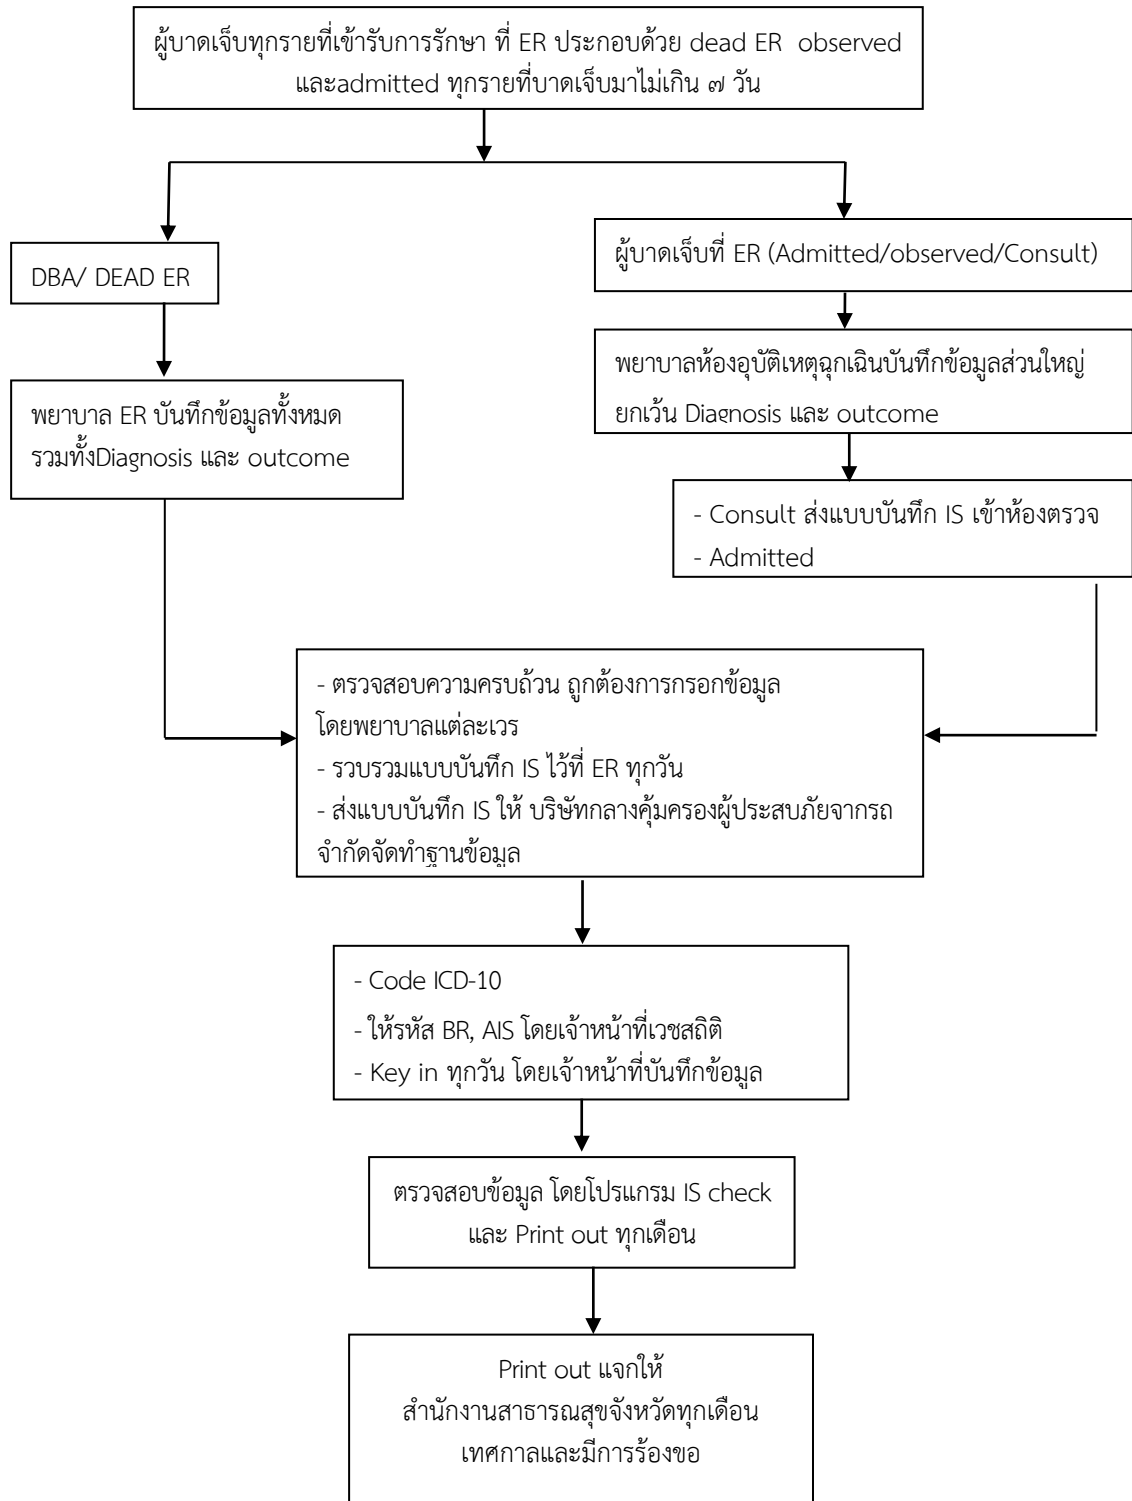 ผู้บาดเจ็บทุกรายที่เข้ารับการรักษา ที่ ER ประกอบด้วย dead ER observed
และadmitted ทุกรายที่บาดเจ็บมาไม่เกิน ๗ วัน
DBA/ DEAD ER
ผู้บาดเจ็บที่ ER (Admitted/observed/Consult)
พยาบาล ER บันทึกข้อมูลทั้งหมด
รวมทั้งDiagnosis และ outcome
พยาบาลห้องอุบัติเหตุฉุกเฉินบันทึกข้อมูลส่วนใหญ่
ยกเว้น Diagnosis และ outcome
- Consult ส่งแบบบันทึก IS เข้าห้องตรวจ
- Admitted
- ตรวจสอบความครบถ้วน ถูกต้องการกรอกข้อมูล
โดยพยาบาลแต่ละเวร
- รวบรวมแบบบันทึก IS ไว้ที่ ER ทุกวัน
- ส่งแบบบันทึก IS ให้ บริษัทกลางคุ้มครองผู้ประสบภัยจากรถ
จำกัดจัดทำฐานข้อมูล
- Code ICD-10
- ให้รหัส BR, AIS โดยเจ้าหน้าที่เวชสถิติ
- Key in ทุกวัน โดยเจ้าหน้าที่บันทึกข้อมูล
ตรวจสอบข้อมูล โดยโปรแกรม IS check
และ Print out ทุกเดือน
Print out แจกให้
สำนักงานสาธารณสุขจังหวัดทุกเดือน
เทศกาลและมีการร้องขอ